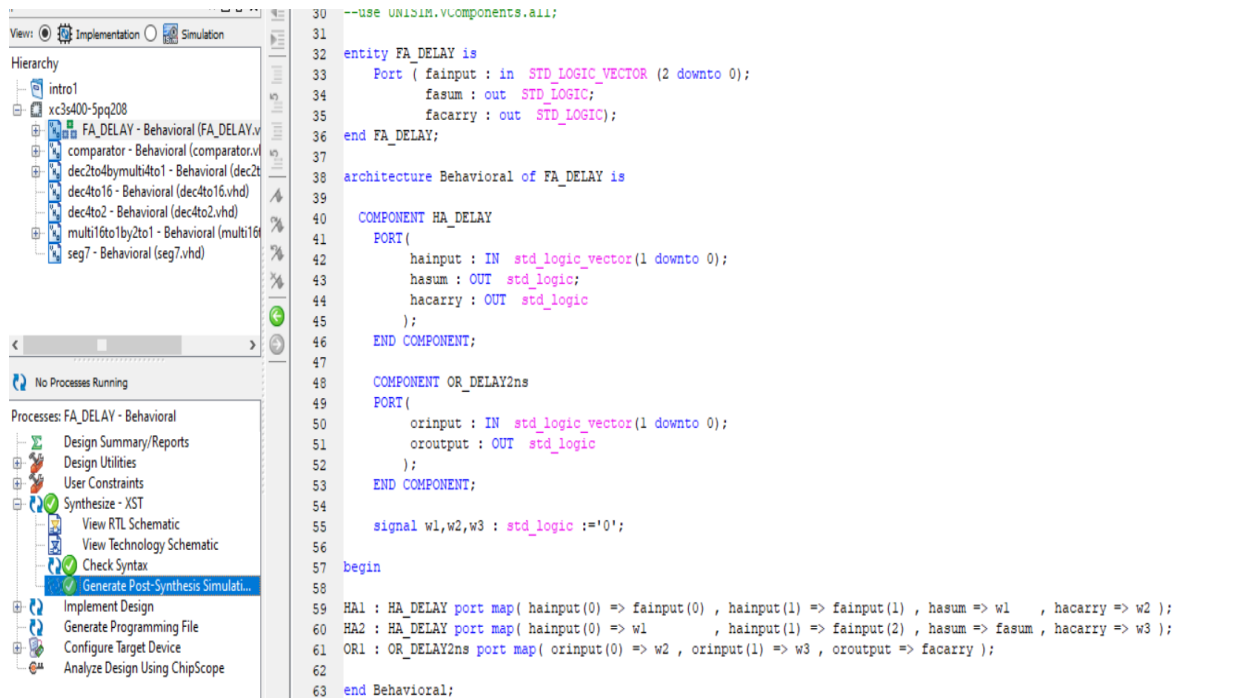 View: Implementation Simulation
Hierarchy
intro1
xc3s400-5pq208
FA_DELAY - Behavioral (FA_DELAY.v
comparator - Behavioral (comparator.vl
dec2to4bymulti4to1 - Behavioral (dec2t
dec4to16 - Behavioral (dec4to16.vhd)
dec4to2 - Behavioral (dec4to2.vhd)
multi16to1by2to1 - Behavioral (multi16t
seg7 - Behavioral (seg7.vhd)
No Processes Running
Processes: FA_DELAY - Behavioral
Design Summary/Reports
Design Utilities
User Constraints
Synthesize - XST
View RTL Schematic
View Technology Schematic
Check Syntax
Generate Post-Synthesis Simulati...
Implement Design
Generate Programming File
Configure Target Device
Analyze Design Using ChipScope
30 --use UNISIM.VComponents.all;
31
32 entity FA_DELAY is
33 Port ( fainput : in STD_LOGIC_VECTOR (2 downto 0);
34 fasum : out STD_LOGIC;
35 facarry : out STD_LOGIC);
36 end FA_DELAY;
37
38 architecture Behavioral of FA_DELAY is
39
40 COMPONENT HA_DELAY
41 PORT(
42 hainput : IN std_logic_vector(1 downto 0);
43 hasum : OUT std_logic;
44 hacarry : OUT std_logic
45 );
46 END COMPONENT;
47
48 COMPONENT OR_DELAY2ns
49 PORT(
50 orinput : IN std_logic_vector(1 downto 0);
51 oroutput : OUT std_logic
52 );
53 END COMPONENT;
54
55 signal w1,w2,w3 : std_logic :='0';
56
57 begin
58
59 HA1 : HA_DELAY port map( hainput(0) => fainput(0) , hainput(1) => fainput(1) , hasum => w1 , hacarry => w2 );
60 HA2 : HA_DELAY port map( hainput(0) => w1 , hainput(1) => fainput(2) , hasum => fasum , hacarry => w3 );
61 OR1 : OR_DELAY2ns port map( orinput(0) => w2 , orinput(1) => w3 , oroutput => facarry );
62
63 end Behavioral;